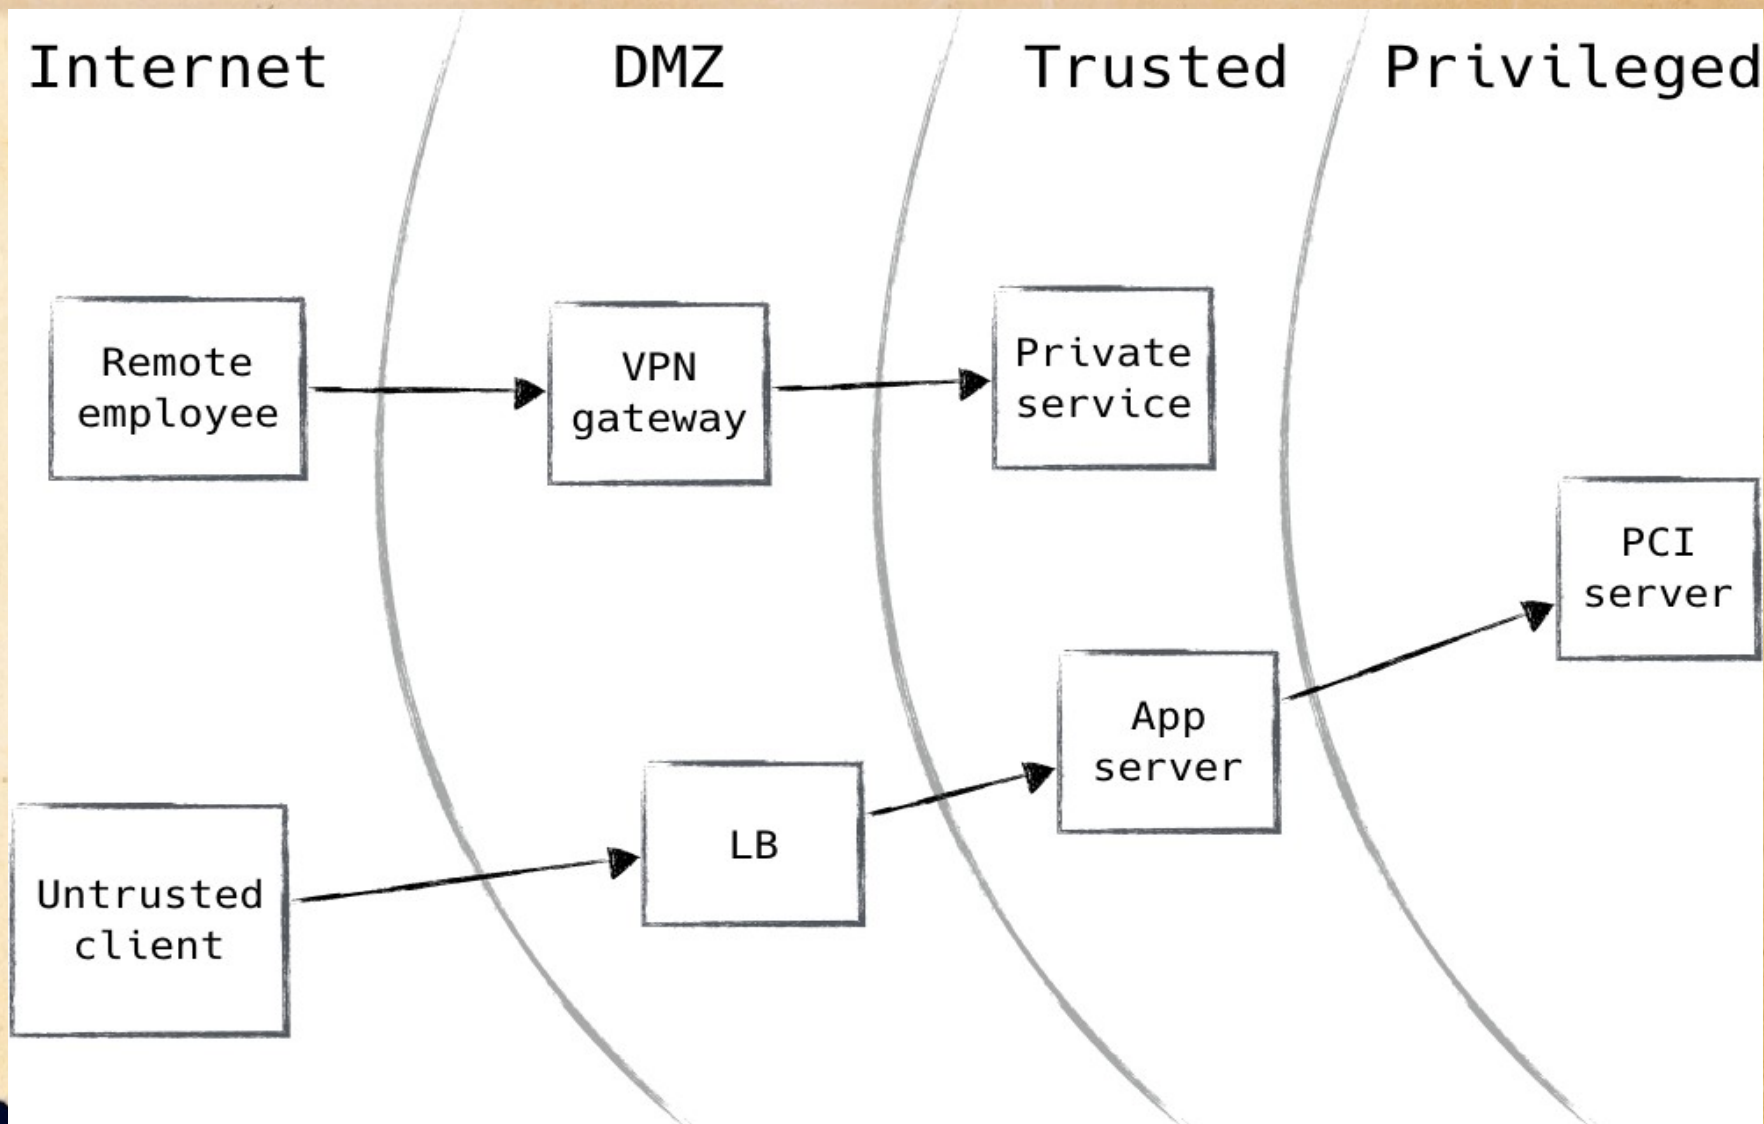 Internet
DMZ
Trusted
Privileged
Remote
employee
VPN
gateway
Private
service
PCI
server
App
server
LB
Untrusted
client